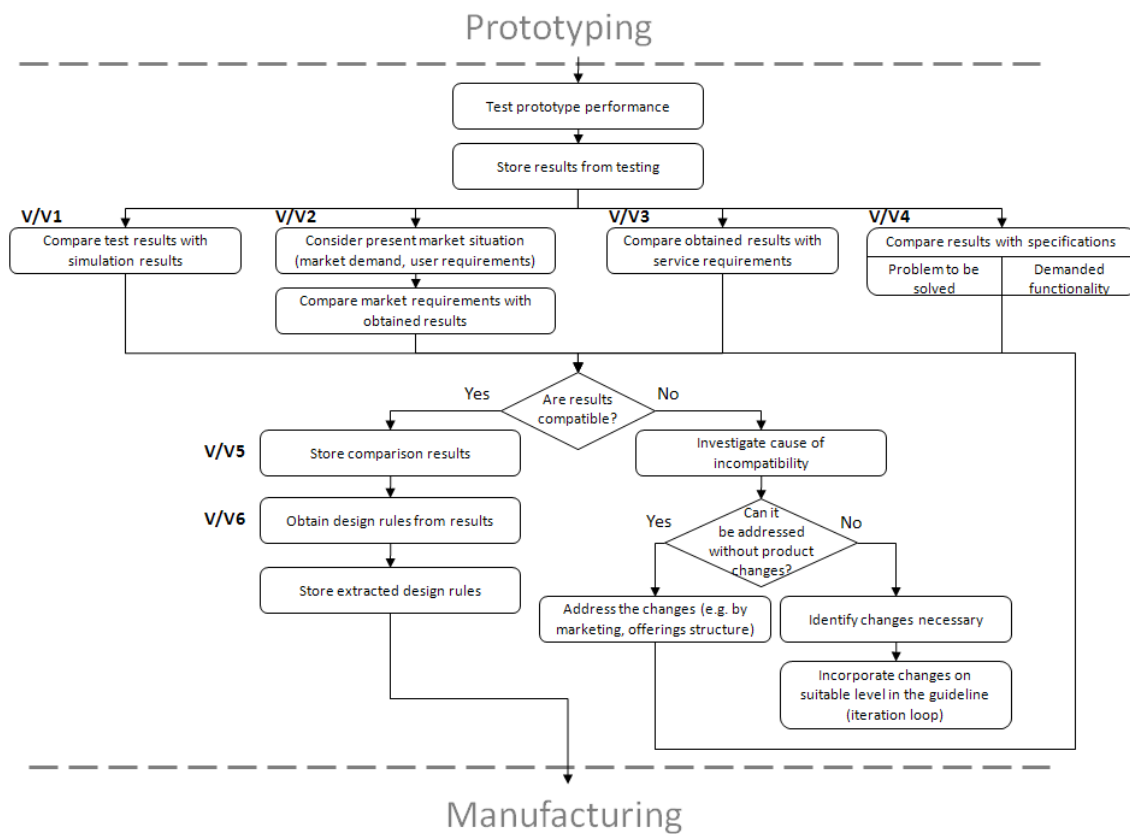 Prototyping
Test prototype performance
Store results from testing
V/V1
Compare test results with
simulation results
V/V2
Consider present market situation
(market demand, user requirements)
Compare market requirements with
obtained results
V/V3
Compare obtained results with
service requirements
V/V4
Compare results with specifications
Problem to be
solved
Demanded
functionality
Are results
compatible?
Yes
No
V/V5
Store comparison results
Investigate cause of
incompatibility
V/V6
Obtain design rules from results
Can it
be addressed
without product
changes?
Yes
No
Store extracted design rules
Address the changes (e.g. by
marketing, offerings structure)
Identify changes necessary
Incorporate changes on
suitable level in the guideline
(iteration loop)
Manufacturing